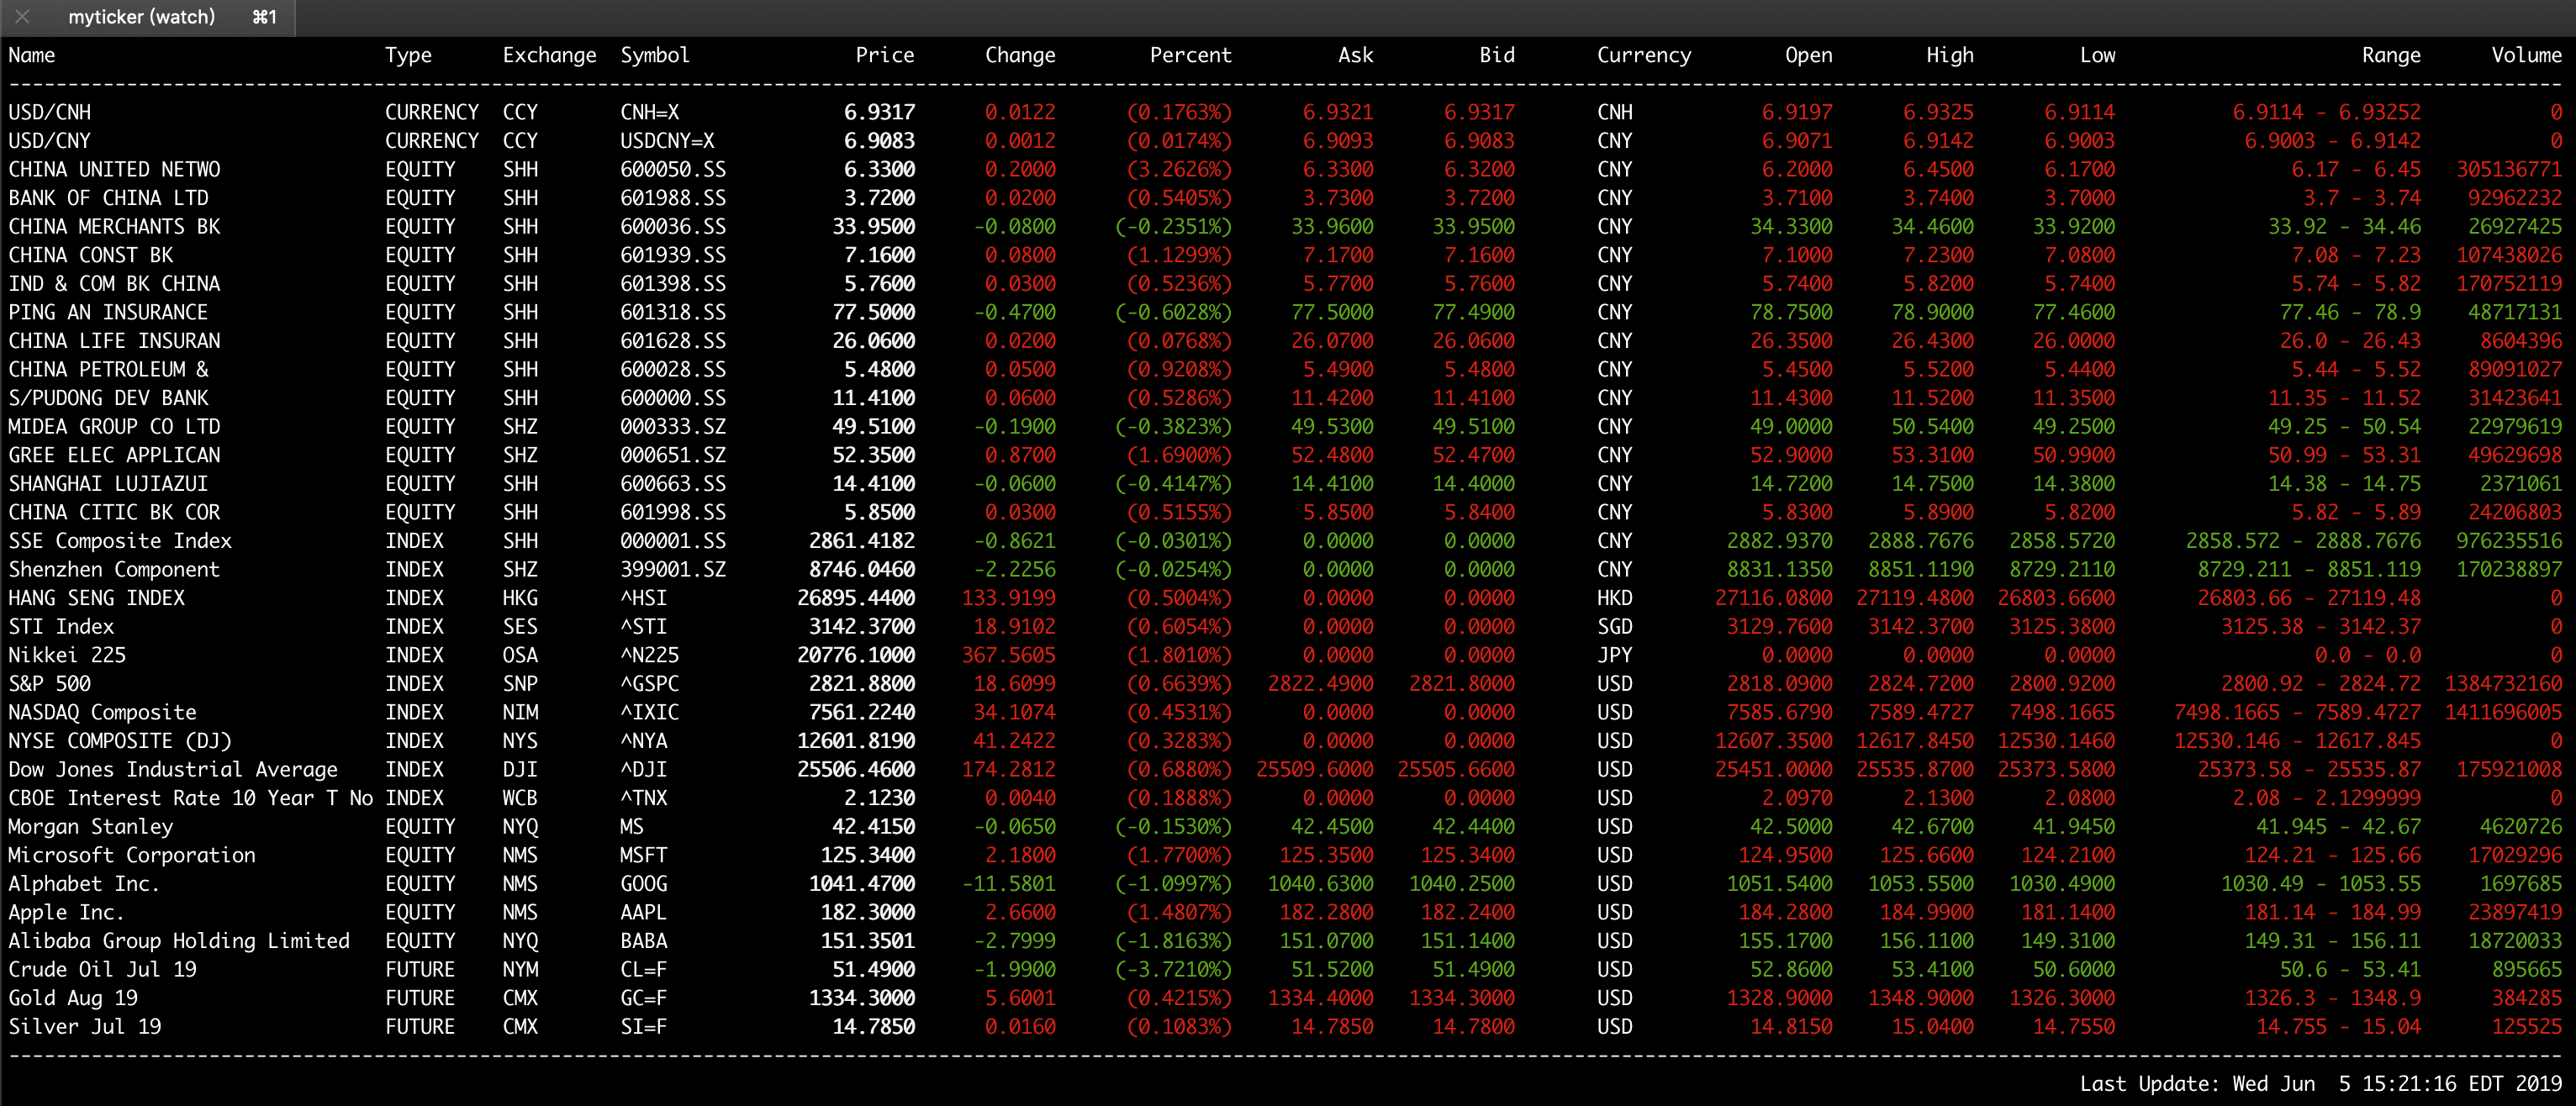 myticker (watch) ⌘1
Name Type Exchange Symbol Price Change Percent Ask Bid Currency Open High Low Range Volume
USD/CNH CURRENCY CCY CNH=X 6.9317 0.0122 (0.1763%) 6.9321 6.9317 CNH 6.9197 6.9325 6.9114 6.9114 - 6.93252 0
USD/CNY CURRENCY CCY USDCNY=X 6.9083 0.0012 (0.0174%) 6.9093 6.9083 CNY 6.9071 6.9142 6.9003 6.9003 - 6.9142 0
CHINA UNITED NETWO EQUITY SHH 600050.SS 6.3300 0.2000 (3.2626%) 6.3300 6.3200 CNY 6.2000 6.4500 6.1700 6.17 - 6.45 305136771
BANK OF CHINA LTD EQUITY SHH 601988.SS 3.7200 0.0200 (0.5405%) 3.7300 3.7200 CNY 3.7100 3.7400 3.7000 3.7 - 3.74 92962232
CHINA MERCHANTS BK EQUITY SHH 600036.SS 33.9500 -0.0800 (-0.2351%) 33.9600 33.9500 CNY 34.3300 34.4600 33.9200 33.92 - 34.46 26927425
CHINA CONST BK EQUITY SHH 601939.SS 7.1600 0.0800 (1.1299%) 7.1700 7.1600 CNY 7.1000 7.2300 7.0800 7.08 - 7.23 107438026
IND & COM BK CHINA EQUITY SHH 601398.SS 5.7600 0.0300 (0.5236%) 5.7700 5.7600 CNY 5.7400 5.8200 5.7400 5.74 - 5.82 170752119
PING AN INSURANCE EQUITY SHH 601318.SS 77.5000 -0.4700 (-0.6028%) 77.5000 77.4900 CNY 78.7500 78.9000 77.4600 77.46 - 78.9 48717131
CHINA LIFE INSURAN EQUITY SHH 601628.SS 26.0600 0.0200 (0.0768%) 26.0700 26.0600 CNY 26.3500 26.4300 26.0000 26.0 - 26.43 8604396
CHINA PETROLEUM & EQUITY SHH 600028.SS 5.4800 0.0500 (0.9208%) 5.4900 5.4800 CNY 5.4500 5.5200 5.4400 5.44 - 5.52 89091027
S/PUDONG DEV BANK EQUITY SHH 600000.SS 11.4100 0.0600 (0.5286%) 11.4200 11.4100 CNY 11.4300 11.5200 11.3500 11.35 - 11.52 31423641
MIDEA GROUP CO LTD EQUITY SHZ 000333.SZ 49.5100 -0.1900 (-0.3823%) 49.5300 49.5100 CNY 49.0000 50.5400 49.2500 49.25 - 50.54 22979619
GREE ELEC APPLICAN EQUITY SHZ 000651.SZ 52.3500 0.8700 (1.6900%) 52.4800 52.4700 CNY 52.9000 53.3100 50.9900 50.99 - 53.31 49629698
SHANGHAI LUJIAZUI EQUITY SHH 600663.SS 14.4100 -0.0600 (-0.4147%) 14.4100 14.4000 CNY 14.7200 14.7500 14.3800 14.38 - 14.75 2371061
CHINA CITIC BK COR EQUITY SHH 601998.SS 5.8500 0.0300 (0.5155%) 5.8500 5.8400 CNY 5.8300 5.8900 5.8200 5.82 - 5.89 24206803
SSE Composite Index INDEX SHH 000001.SS 2861.4182 -0.8621 (-0.0301%) 0.0000 0.0000 CNY 2882.9370 2888.7676 2858.5720 2858.572 - 2888.7676 976235516
Shenzhen Component INDEX SHZ 399001.SZ 8746.0460 -2.2256 (-0.0254%) 0.0000 0.0000 CNY 8831.1350 8851.1190 8729.2110 8729.211 - 8851.119 170238897
HANG SENG INDEX INDEX HKG ^HSI 26895.4400 133.9199 (0.5004%) 0.0000 0.0000 HKD 27116.0800 27119.4800 26803.6600 26803.66 - 27119.48 0
STI Index INDEX SES ^STI 3142.3700 18.9102 (0.6054%) 0.0000 0.0000 SGD 3129.7600 3142.3700 3125.3800 3125.38 - 3142.37 0
Nikkei 225 INDEX OSA ^N225 20776.1000 367.5605 (1.8010%) 0.0000 0.0000 JPY 0.0000 0.0000 0.0000 0.0 - 0.0 0
S&P 500 INDEX SNP ^GSPC 2821.8800 18.6099 (0.6639%) 2822.4900 2821.8000 USD 2818.0900 2824.7200 2800.9200 2800.92 - 2824.72 1384732160
NASDAQ Composite INDEX NIM ^IXIC 7561.2240 34.1074 (0.4531%) 0.0000 0.0000 USD 7585.6790 7589.4727 7498.1665 7498.1665 - 7589.4727 1411696005
NYSE COMPOSITE (DJ) INDEX NYS ^NYA 12601.8190 41.2422 (0.3283%) 0.0000 0.0000 USD 12607.3500 12617.8450 12530.1460 12530.146 - 12617.845 0
Dow Jones Industrial Average INDEX DJI ^DJI 25506.4600 174.2812 (0.6880%) 25509.6000 25505.6600 USD 25451.0000 25535.8700 25373.5800 25373.58 - 25535.87 175921008
CBOE Interest Rate 10 Year T No INDEX WCB ^TNX 2.1230 0.0040 (0.1888%) 0.0000 0.0000 USD 2.0970 2.1300 2.0800 2.08 - 2.1299999 0
Morgan Stanley EQUITY NYQ MS 42.4150 -0.0650 (-0.1530%) 42.4500 42.4400 USD 42.5000 42.6700 41.9450 41.945 - 42.67 4620726
Microsoft Corporation EQUITY NMS MSFT 125.3400 2.1800 (1.7700%) 125.3500 125.3400 USD 124.9500 125.6600 124.2100 124.21 - 125.66 17029296
Alphabet Inc. EQUITY NMS GOOG 1041.4700 -11.5801 (-1.0997%) 1040.6300 1040.2500 USD 1051.5400 1053.5500 1030.4900 1030.49 - 1053.55 1697685
Apple Inc. EQUITY NMS AAPL 182.3000 2.6600 (1.4807%) 182.2800 182.2400 USD 184.2800 184.9900 181.1400 181.14 - 184.99 23897419
Alibaba Group Holding Limited EQUITY NYQ BABA 151.3501 -2.7999 (-1.8163%) 151.0700 151.1400 USD 155.1700 156.1100 149.3100 149.31 - 156.11 18720033
Crude Oil Jul 19 FUTURE NYM CL=F 51.4900 -1.9900 (-3.7210%) 51.5200 51.4900 USD 52.8600 53.4100 50.6000 50.6 - 53.41 895665
Gold Aug 19 FUTURE CMX GC=F 1334.3000 5.6001 (0.4215%) 1334.4000 1334.3000 USD 1328.9000 1348.9000 1326.3000 1326.3 - 1348.9 384285
Silver Jul 19 FUTURE CMX SI=F 14.7850 0.0160 (0.1083%) 14.7850 14.7800 USD 14.8150 15.0400 14.7550 14.755 - 15.04 125525
Last Update: Wed Jun 5 15:21:16 EDT 2019